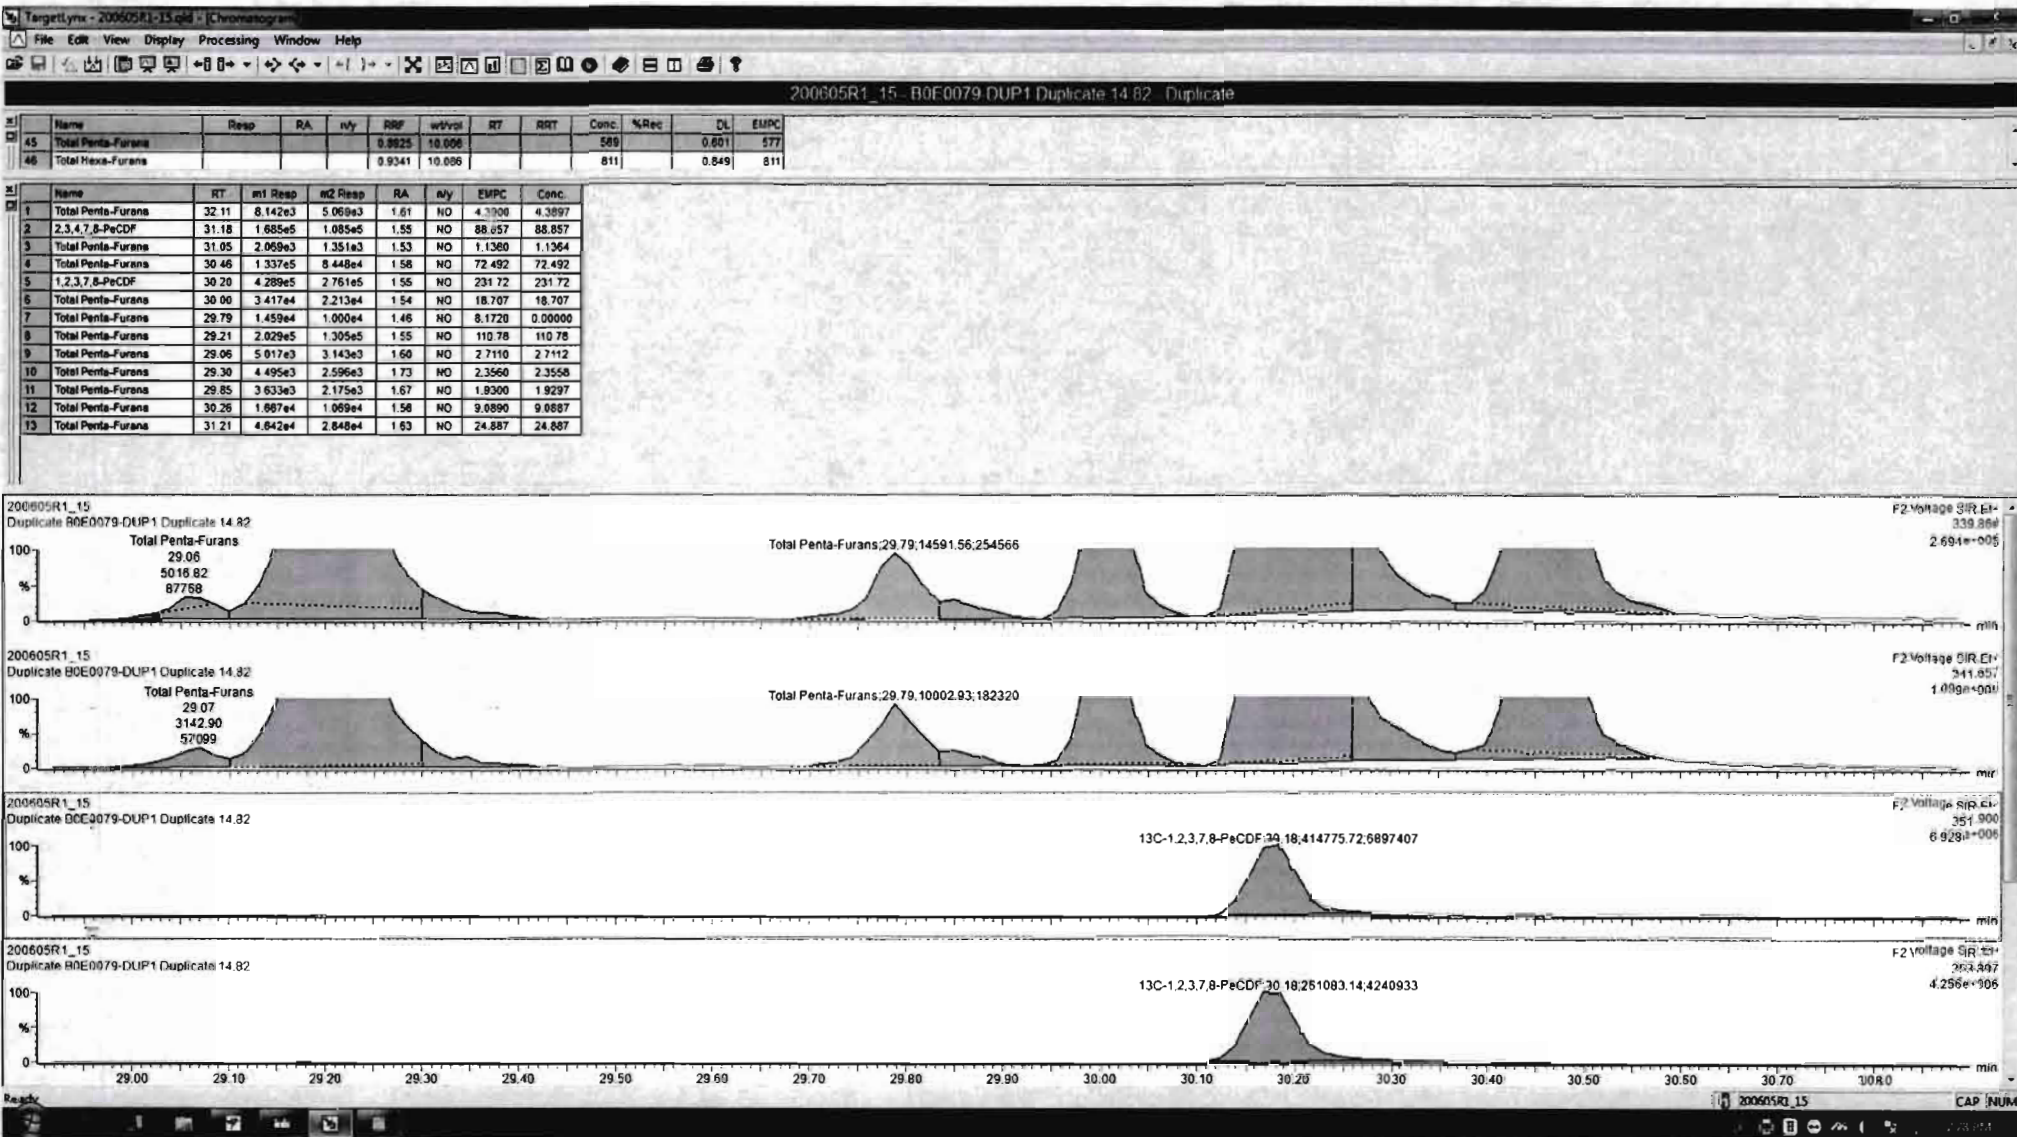 TargetLynx - 200605R1-15.qld - [Chromatogram]
File Edit View Display Processing Window Help
200605R1_15 - B0E0079-DUP1 Duplicate 14.82 - Duplicate
Name Resp RA n/y RRF wt/vol RT RRT Conc. %Rec DL EMPC
45 Total Penta-Furans 0.8925 10.086 569 0.601 577
46 Total Hexa-Furans 0.9341 10.086 811 0.849 811
Name RT m1 Resp m2 Resp RA n/y EMPC Conc.
1 Total Penta-Furans 32.11 8.142e3 5.069e3 1.61 NO 4.3900 4.3897
2 2,3,4,7,8-PeCDF 31.18 1.685e5 1.085e5 1.55 NO 88.857 88.857
3 Total Penta-Furans 31.05 2.069e3 1.351e3 1.53 NO 1.1360 1.1364
4 Total Penta-Furans 30.46 1.337e5 8.448e4 1.58 NO 72.492 72.492
5 1,2,3,7,8-PeCDF 30.20 4.289e5 2.761e5 1.55 NO 231.72 231.72
6 Total Penta-Furans 30.00 3.417e4 2.213e4 1.54 NO 18.707 18.707
7 Total Penta-Furans 29.79 1.459e4 1.000e4 1.46 NO 8.1720 0.00000
8 Total Penta-Furans 29.21 2.029e5 1.305e5 1.55 NO 110.78 110.78
9 Total Penta-Furans 29.06 5.017e3 3.143e3 1.60 NO 2.7110 2.7112
10 Total Penta-Furans 29.30 4.495e3 2.596e3 1.73 NO 2.3560 2.3558
11 Total Penta-Furans 29.85 3.633e3 2.175e3 1.67 NO 1.9300 1.9297
12 Total Penta-Furans 30.26 1.667e4 1.069e4 1.56 NO 9.0890 9.0887
13 Total Penta-Furans 31.21 4.642e4 2.848e4 1.63 NO 24.887 24.887
200605R1_15
Duplicate B0E0079-DUP1 Duplicate 14.82
F2:Voltage SIR,EI+
339.860
2.694e+005
Total Penta-Furans
29.06
5016.82
87758
Total Penta-Furans;29.79;14591.56;254566
100
%
0
min
200605R1_15
Duplicate B0E0079-DUP1 Duplicate 14.82
F2:Voltage SIR,EI+
341.857
Total Penta-Furans
29.07
3142.90
57099
Total Penta-Furans;29.79;10002.93;182320
100
%
0
min
200605R1_15
Duplicate B0E0079-DUP1 Duplicate 14.82
F2:Voltage SIR,EI+
351.900
6.928e+006
13C-1,2,3,7,8-PeCDF;30.18;414775.72;6897407
100
%
0
min
200605R1_15
Duplicate B0E0079-DUP1 Duplicate 14.82
F2:Voltage SIR,EI+
4.256e+006
13C-1,2,3,7,8-PeCDF;30.18;261083.14;4240933
100
%
0
min
29.00 29.10 29.20 29.30 29.40 29.50 29.60 29.70 29.80 29.90 30.00 30.10 30.20 30.30 30.40 30.50 30.60 30.70
Ready
200605R1_15 CAP NUM